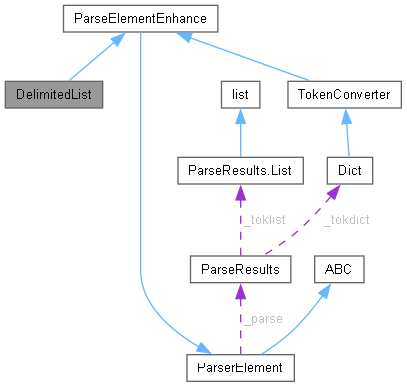 ParseElementEnhance
DelimitedList
list
TokenConverter
ParseResults.List
Dict
_toklist
_tokdict
ParseResults
ABC
_parse
ParserElement